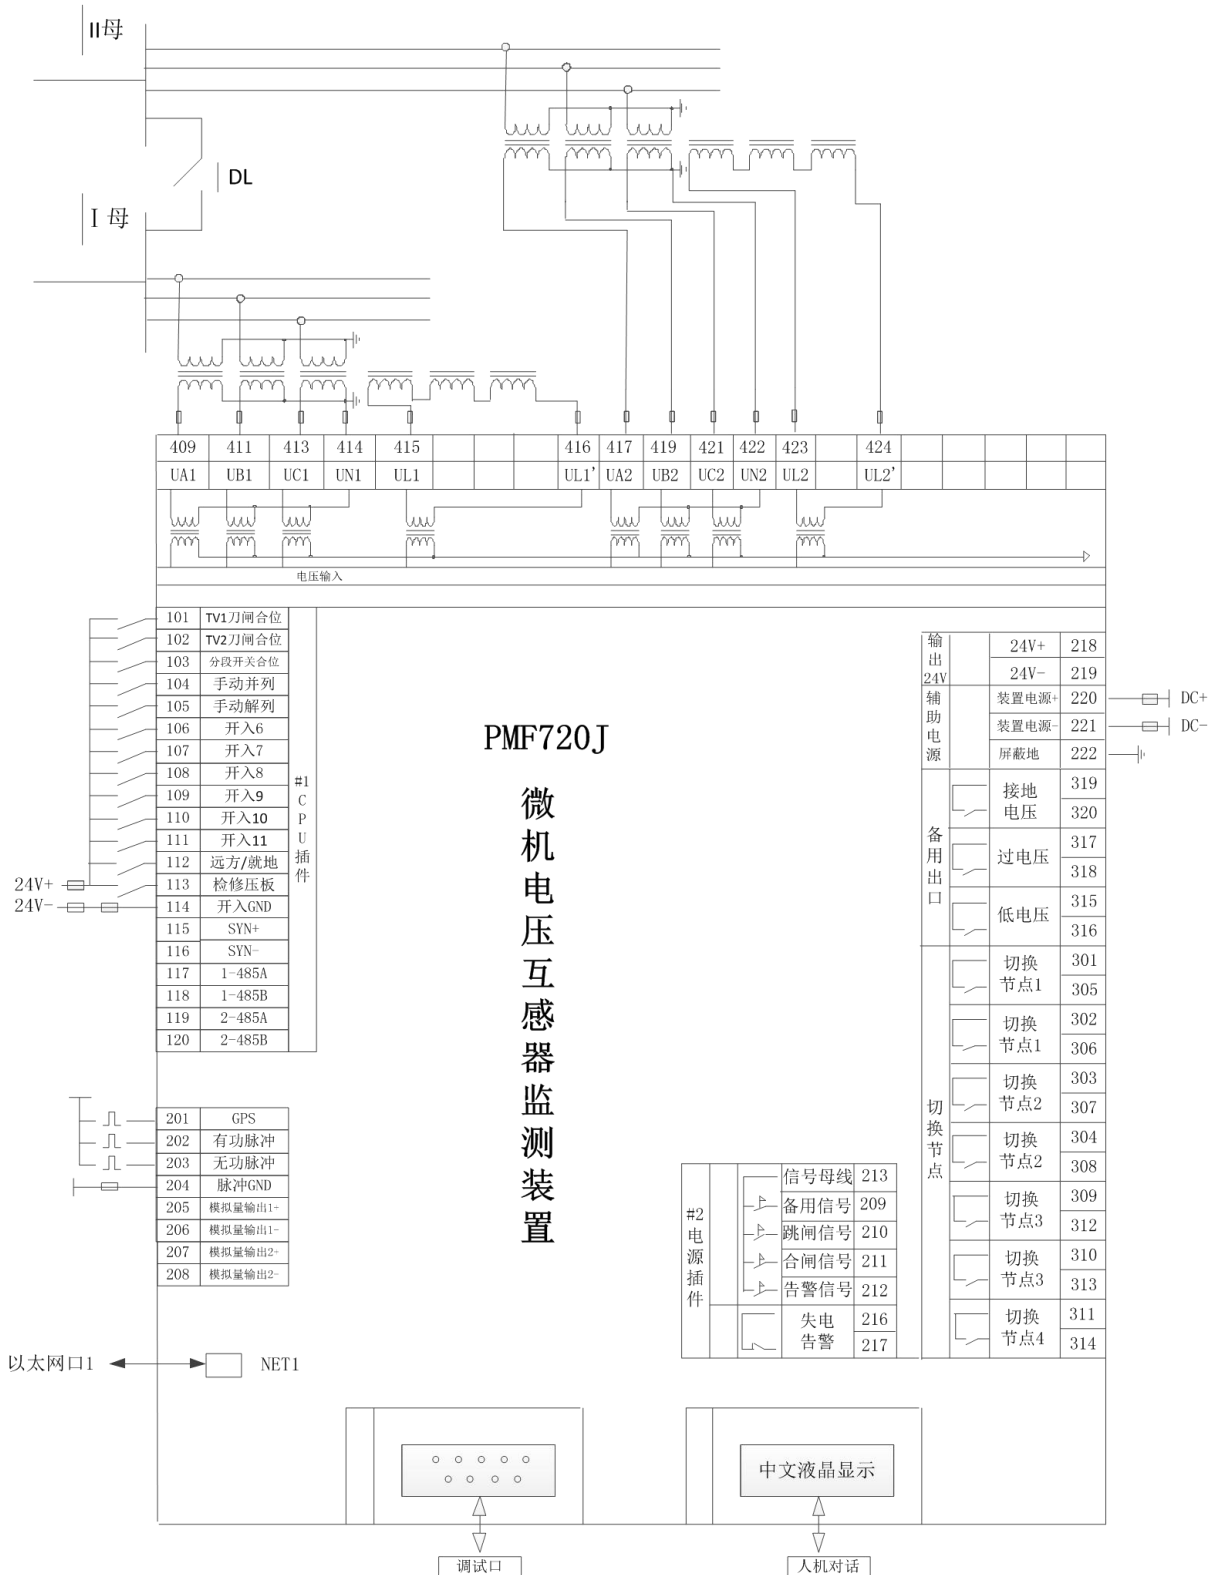 II母
DL
I 母
409 411 413 414 415 416 417 419 421 422 423 424
UA1 UB1 UC1 UN1 UL1 UL1' UA2 UB2 UC2 UN2 UL2 UL2'
电压输入
101 TV1刀闸合位
102 TV2刀闸合位
103 分段开关合位
104 手动并列
105 手动解列
106 开入6
107 开入7
108 开入8
109 开入9
110 开入10
111 开入11
112 远方/就地
113 检修压板
114 开入GND
115 SYN+
116 SYN-
117 1-485A
118 1-485B
119 2-485A
120 2-485B
#1CPU插件
24V+
24V-
201 GPS
202 有功脉冲
203 无功脉冲
204 脉冲GND
205 模拟量输出1+
206 模拟量输出1-
207 模拟量输出2+
208 模拟量输出2-
以太网口1
NET1
PMF720J
微机电压互感器监测装置
输出24V
24V+ 218
24V- 219
辅助电源
装置电源+ 220 DC+
装置电源- 221 DC-
屏蔽地 222
备用出口
接地电压 319 320
过电压 317 318
低电压 315 316
切换节点
切换节点1 301 305
切换节点1 302 306
切换节点2 303 307
切换节点2 304 308
切换节点3 309 312
切换节点3 310 313
切换节点4 311 314
#2电源插件
信号母线 213
备用信号 209
跳闸信号 210
合闸信号 211
告警信号 212
失电告警 216 217
中文液晶显示
调试口
人机对话